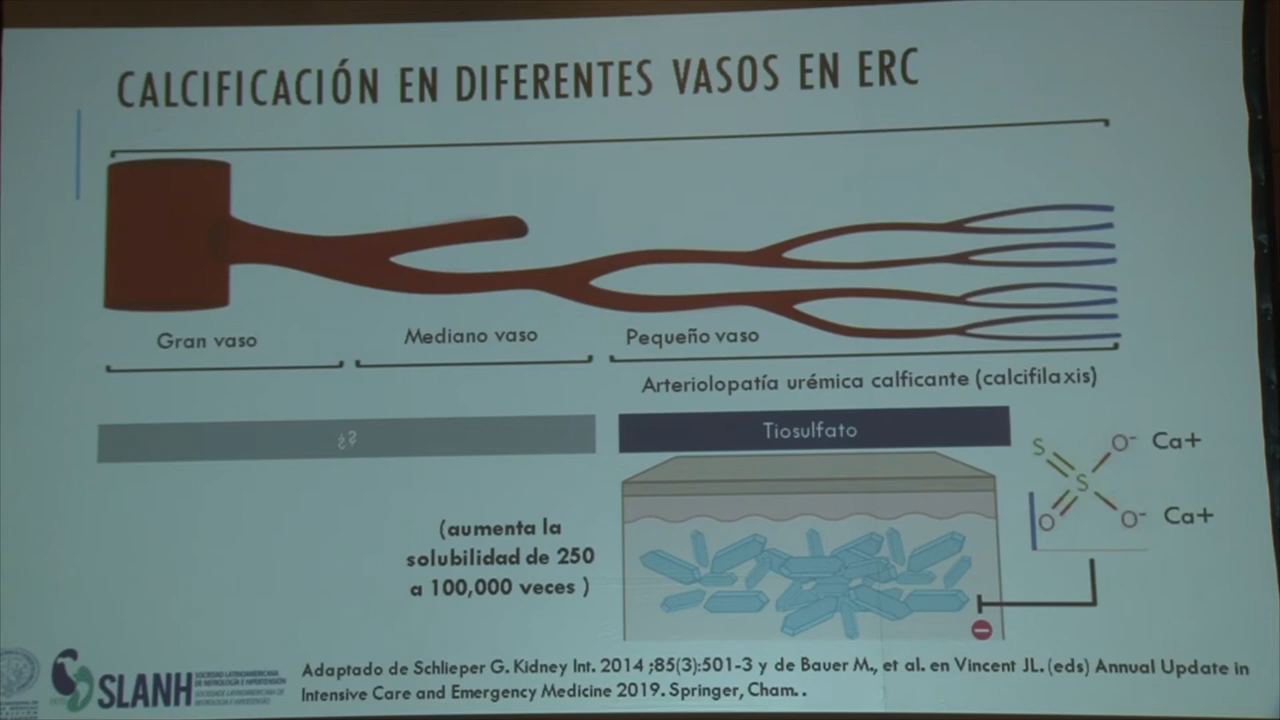 CALCIFICACIÓN EN DIFERENTES VASOS EN ERC
Gran vaso
Mediano vaso
Pequeño vaso
Arteriolopatía urémica calficante (calcifilaxis)
¿?
Tiosulfato
S
O- Ca+
S
O
O- Ca+
(aumenta la
solubilidad de 250
a 100,000 veces )
SLANH
SOCIEDAD LATINOAMERICANA
DE NEFROLOGÍA E HIPERTENSIÓN
Adaptado de Schlieper G. Kidney Int. 2014 ;85(3):501-3 y de Bauer M., et al. en Vincent JL. (eds) Annual Update in
Intensive Care and Emergency Medicine 2019. Springer, Cham. .